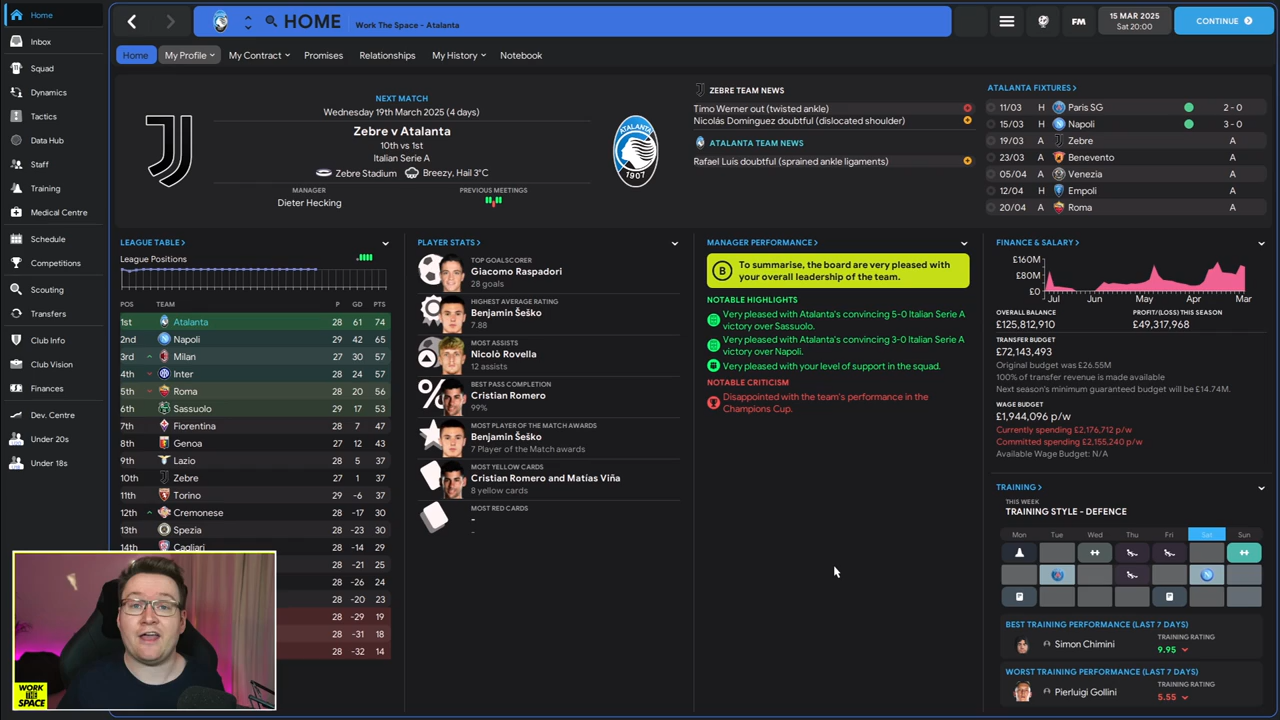 Home
Inbox
Squad
Dynamics
Tactics
Data Hub
Staff
Training
Medical Centre
Schedule
Competitions
Scouting
Transfers
Club Info
Club Vision
Finances
Dev. Centre
Under 20s
Under 18s
HOME
Work The Space - Atalanta
FM
15 MAR 2025
Sat 20:00
CONTINUE
Home
My Profile
My Contract
Promises
Relationships
My History
Notebook
NEXT MATCH
Wednesday 19th March 2025 (4 days)
Zebre v Atalanta
10th vs 1st
Italian Serie A
Zebre Stadium
Breezy, Hail 3°C
MANAGER
Dieter Hecking
PREVIOUS MEETINGS
ATALANTA
1907
ZEBRE TEAM NEWS
Timo Werner out (twisted ankle)
Nicolás Domínguez doubtful (dislocated shoulder)
ATALANTA TEAM NEWS
Rafael Luis doubtful (sprained ankle ligaments)
ATALANTA FIXTURES
11/03 H Paris SG 2 - 0
15/03 H Napoli 3 - 0
19/03 A Zebre A
23/03 A Benevento A
05/04 A Venezia A
12/04 H Empoli A
20/04 A Roma A
LEAGUE TABLE
League Positions
POS TEAM P GD PTS
1st Atalanta 28 61 74
2nd Napoli 29 42 65
3rd Milan 27 30 57
4th Inter 28 24 57
5th Roma 28 20 56
6th Sassuolo 29 17 53
7th Fiorentina 28 7 47
8th Genoa 27 12 43
9th Lazio 28 5 37
10th Zebre 27 1 37
11th Torino 29 -6 37
12th Cremonese 28 -17 30
13th Spezia 28 -23 30
14th Cagliari 28 -14 29
28 -21 25
28 -26 24
28 -20 23
28 -29 19
28 -31 18
28 -32 14
WORK
THE
SPACE
PLAYER STATS
TOP GOALSCORER
Giacomo Raspadori
28 goals
HIGHEST AVERAGE RATING
Benjamin Šeško
7.88
MOST ASSISTS
Nicolò Rovella
12 assists
BEST PASS COMPLETION
Cristian Romero
99%
MOST PLAYER OF THE MATCH AWARDS
Benjamin Šeško
7 Player of the Match awards
MOST YELLOW CARDS
Cristian Romero and Matías Viña
8 yellow cards
MOST RED CARDS
-
-
MANAGER PERFORMANCE
B
To summarise, the board are very pleased with
your overall leadership of the team.
NOTABLE HIGHLIGHTS
Very pleased with Atalanta's convincing 5-0 Italian Serie A
victory over Sassuolo.
Very pleased with Atalanta's convincing 3-0 Italian Serie A
victory over Napoli.
Very pleased with your level of support in the squad.
NOTABLE CRITICISM
Disappointed with the team's performance in the
Champions Cup.
FINANCE & SALARY
£160M
£80M
£0
Jul Jun May Apr Mar
OVERALL BALANCE
£125,812,910
PROFIT/(LOSS) THIS SEASON
£49,317,968
TRANSFER BUDGET
£72,143,493
Original budget was £26.55M
100% of transfer revenue is made available
Next season's minimum guaranteed budget will be £14.74M.
WAGE BUDGET
£1,944,096 p/w
Currently spending £2,176,712 p/w
Committed spending £2,155,240 p/w
Available Wage Budget: N/A
TRAINING
THIS WEEK
TRAINING STYLE - DEFENCE
Mon Tue Wed Thu Fri Sat Sun
BEST TRAINING PERFORMANCE (LAST 7 DAYS)
Simon Chimini
TRAINING RATING
9.95
WORST TRAINING PERFORMANCE (LAST 7 DAYS)
Pierluigi Gollini
TRAINING RATING
5.55